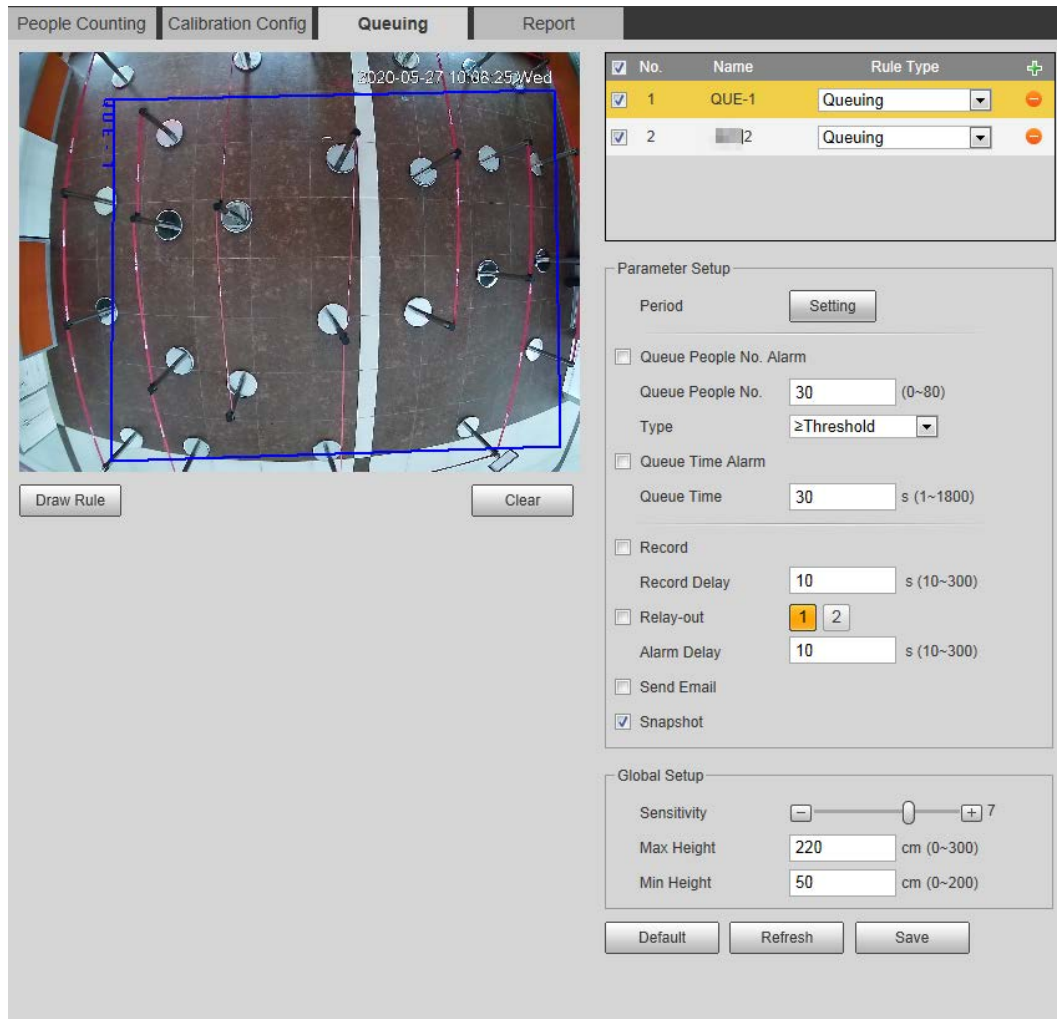 People Counting Calibration Config Queuing Report
2020-05-27 10:06:25 Wed
QUE-1
Draw Rule Clear
No. Name Rule Type
1 QUE-1 Queuing
2 2 Queuing
Parameter Setup
Period Setting
Queue People No. Alarm
Queue People No. 30 (0~80)
Type ≥Threshold
Queue Time Alarm
Queue Time 30 s (1~1800)
Record
Record Delay 10 s (10~300)
Relay-out 1 2
Alarm Delay 10 s (10~300)
Send Email
Snapshot
Global Setup
Sensitivity 7
Max Height 220 cm (0~300)
Min Height 50 cm (0~200)
Default Refresh Save